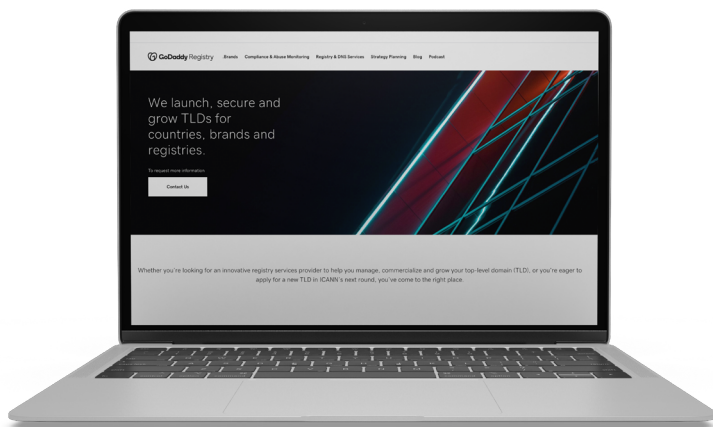 GoDaddy Registry Brands Compliance & Abuse Monitoring Registry & DNS Services Strategy Planning Blog Podcast
We launch, secure and
grow TLDs for
countries, brands and
registries.
To request more information:
Contact Us
Whether you're looking for an innovative registry services provider to help you manage, commercialize and grow your top-level domain (TLD), or you're eager to
apply for a new TLD in ICANN's next round, you've come to the right place.